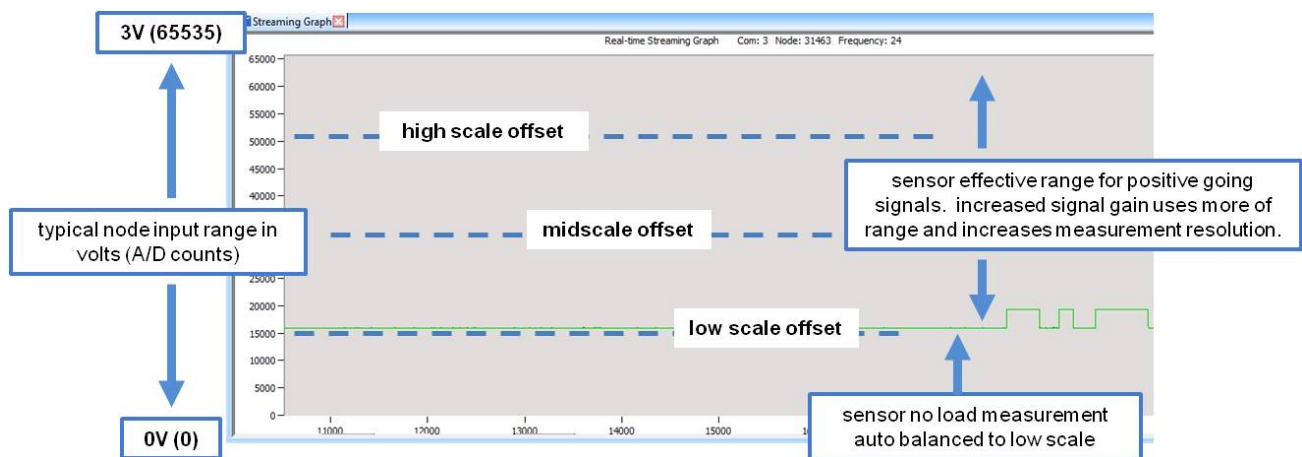 3V (65535)
Streaming Graph
Real-time Streaming Graph Com: 3 Node: 31463 Frequency: 24
65000
60000
55000
50000
45000
40000
high scale offset
typical node input range in
volts (A/D counts)
midscale offset
sensor effective range for positive going
signals. increased signal gain uses more of
range and increases measurement resolution.
25000
20000
15000
10000
5000
0
low scale offset
sensor no load measurement
auto balanced to low scale
0V (0)
11000
12000
13000
14000
15000